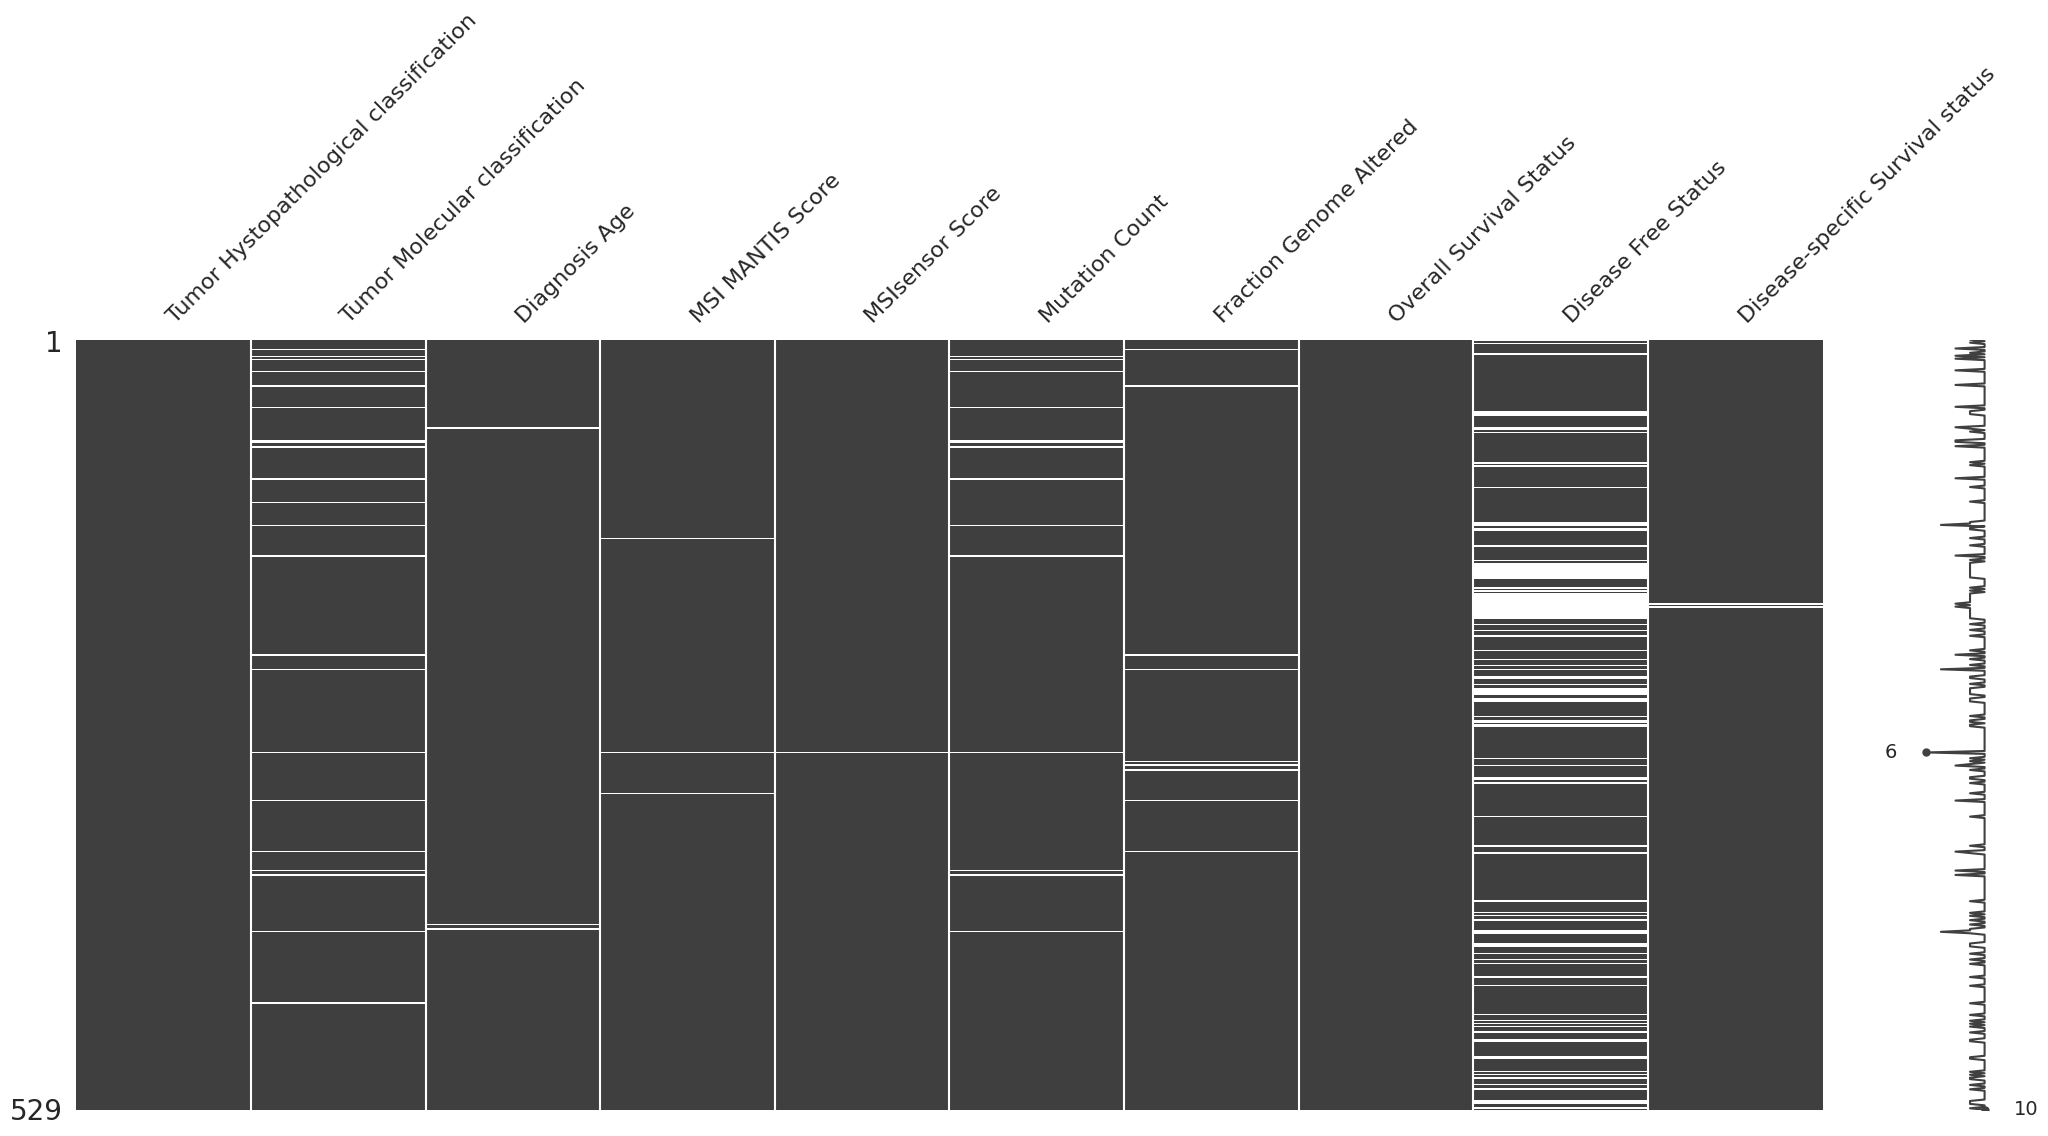 Tumor Hystopathological classification
Tumor Molecular classification
Diagnosis Age
MSI MANTIS Score
MSIsensor Score
Mutation Count
Fraction Genome Altered
Overall Survival Status
Disease Free Status
Disease-specific Survival status
1
6
529
10